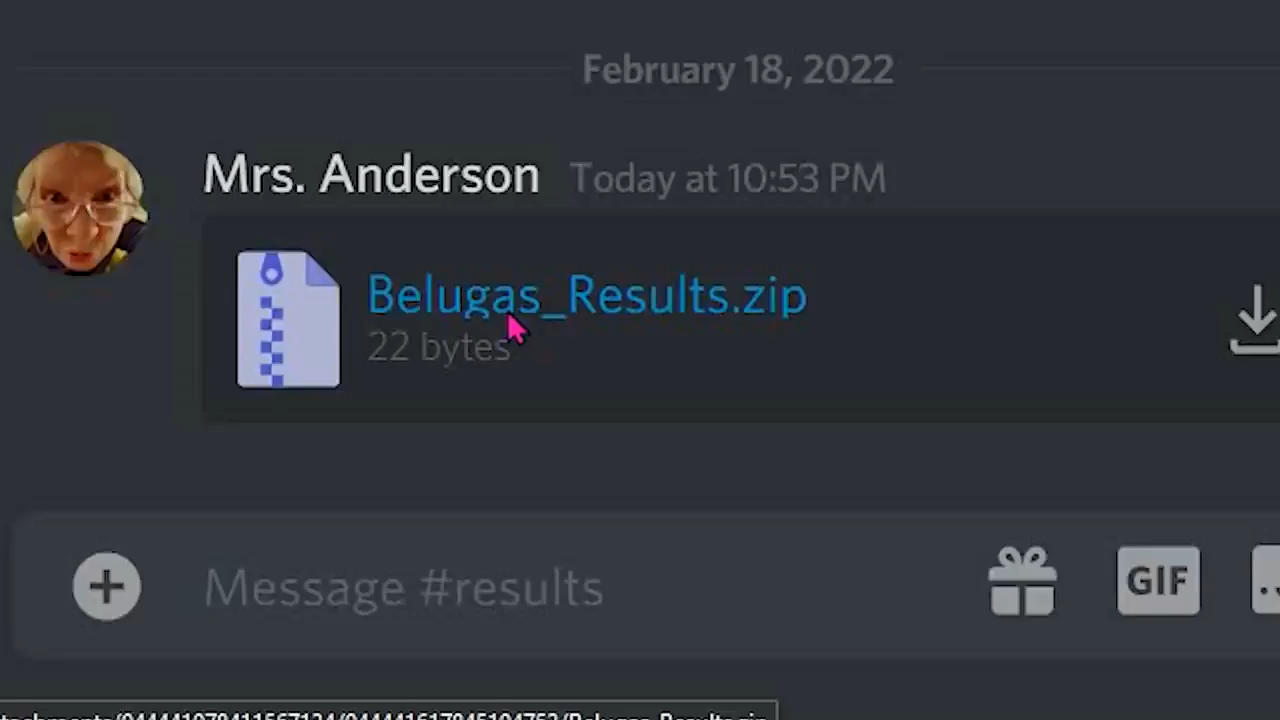 February 18, 2022
Mrs. Anderson Today at 10:53 PM
Belugas_Results.zip
22 bytes
Message #results
GIF